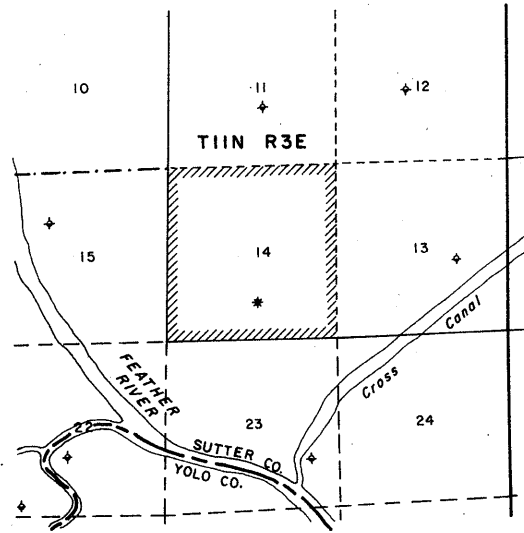 10
11
12
T11N R3E
15
14
13
FEATHER
RIVER
Cross
Canal
22
23
24
SUTTER CO.
YOLO CO.